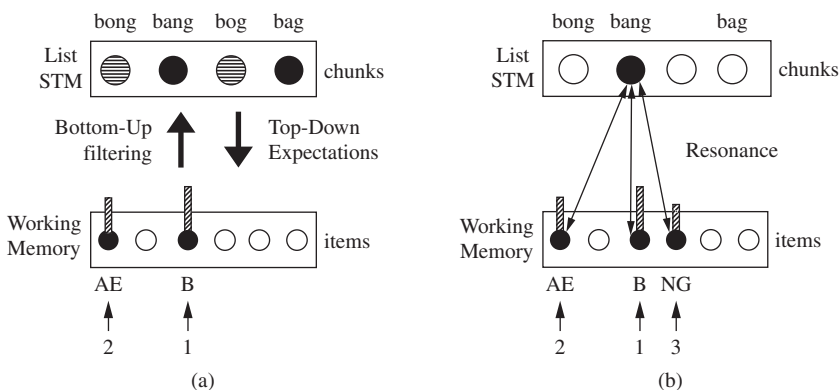 bong bang bog bag
List STM
chunks
Bottom-Up filtering
Top-Down Expectations
Working Memory
items
AE B
2 1
(a)
bong bang bag
List STM
chunks
Resonance
Working Memory
items
AE B NG
2 1 3
(b)